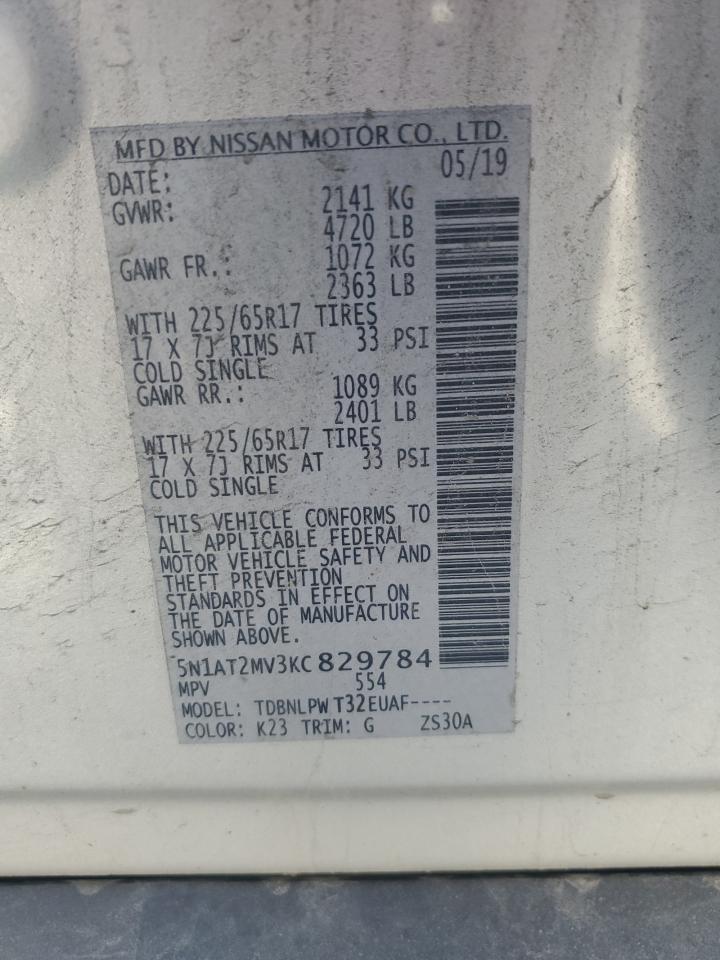 MFD BY NISSAN MOTOR CO., LTD.
DATE: 05/19
GVWR: 2141 KG
4720 LB
GAWR FR.: 1072 KG
2363 LB
WITH 225/65R17 TIRES
17 X 7J RIMS AT 33 PSI
COLD SINGLE
GAWR RR.: 1089 KG
2401 LB
WITH 225/65R17 TIRES
17 X 7J RIMS AT 33 PSI
COLD SINGLE
THIS VEHICLE CONFORMS TO
ALL APPLICABLE FEDERAL
MOTOR VEHICLE SAFETY AND
THEFT PREVENTION
STANDARDS IN EFFECT ON
THE DATE OF MANUFACTURE
SHOWN ABOVE.
5N1AT2MV3KC829784
MPV 554
MODEL: TDBNLPW T32EUAF----
COLOR: K23 TRIM: G ZS30A